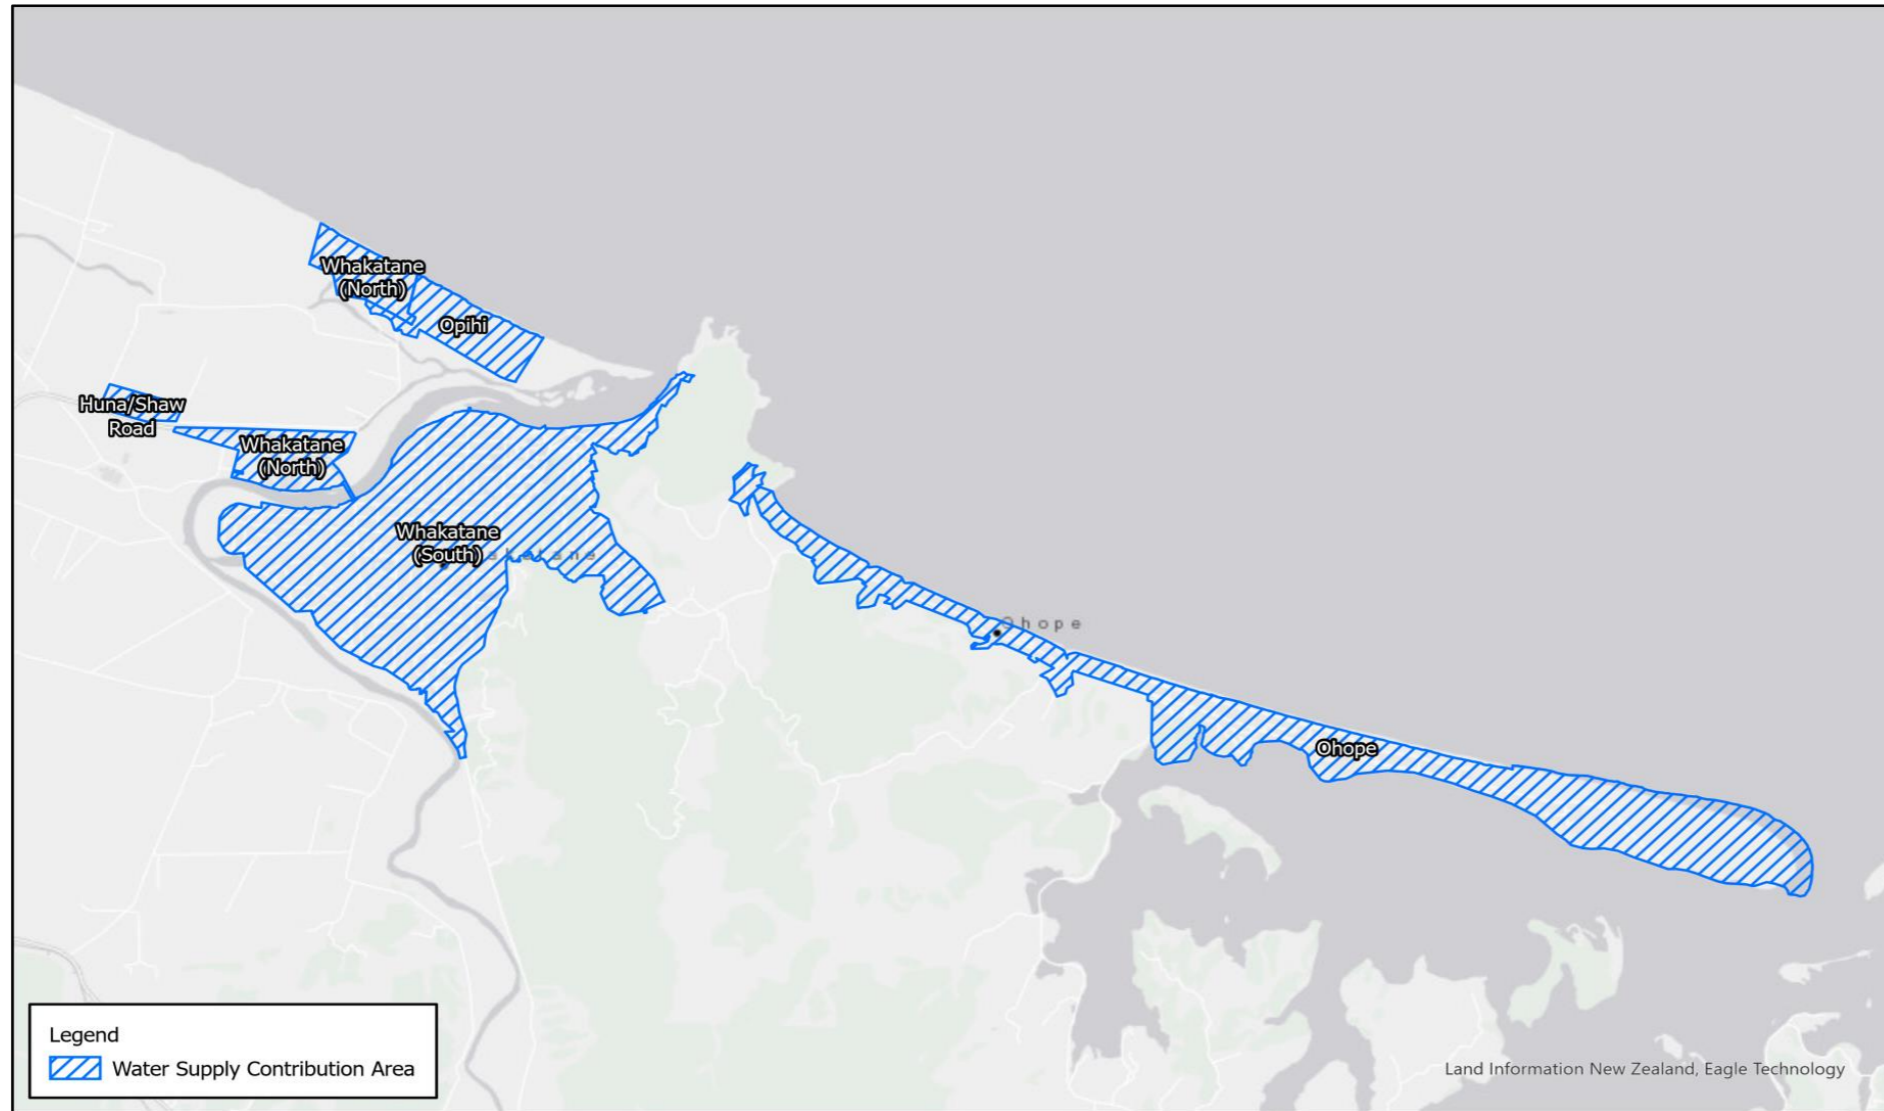 Whakatane
(North)
Opihi
Huna/Shaw
Road
Whakatane
(North)
Whakatane
(South)
akatane
Ohope
Ohope
Legend
Water Supply Contribution Area
Land Information New Zealand, Eagle Technology